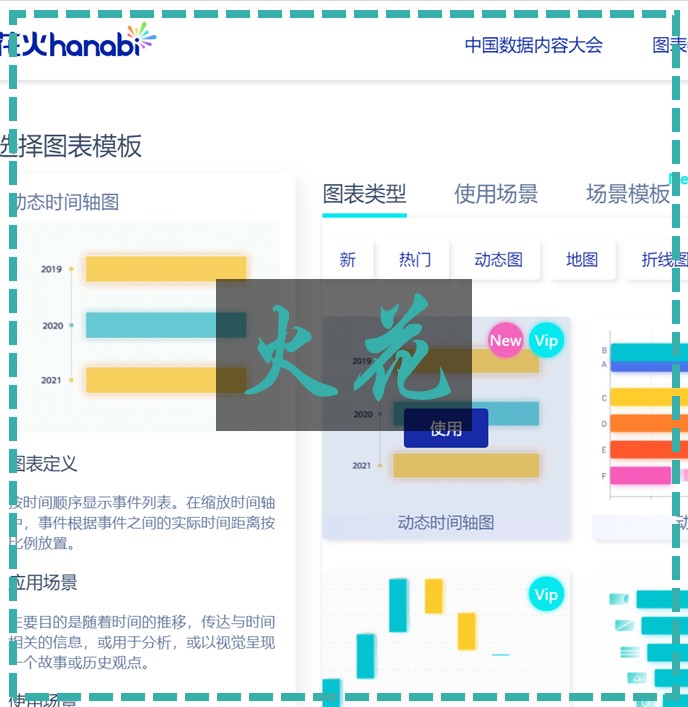 花火hanabi
中国数据内容大会
图表
选择图表模板
动态时间轴图
2019
2020
2021
图表定义
按时间顺序显示事件列表。在缩放时间轴
中，事件根据事件之间的实际时间距离按
比例放置。
应用场景
主要目的是随着时间的推移，传达与时间
相关的信息，或用于分析，或以视觉呈现
一个故事或历史观点。
使用场景
图表类型
使用场景
场景模板
Ne
新
热门
动态图
地图
折线图
New
Vip
2019
2020
2021
使用
动态时间轴图
火花
B
A
C
D
E
F
动
Vip